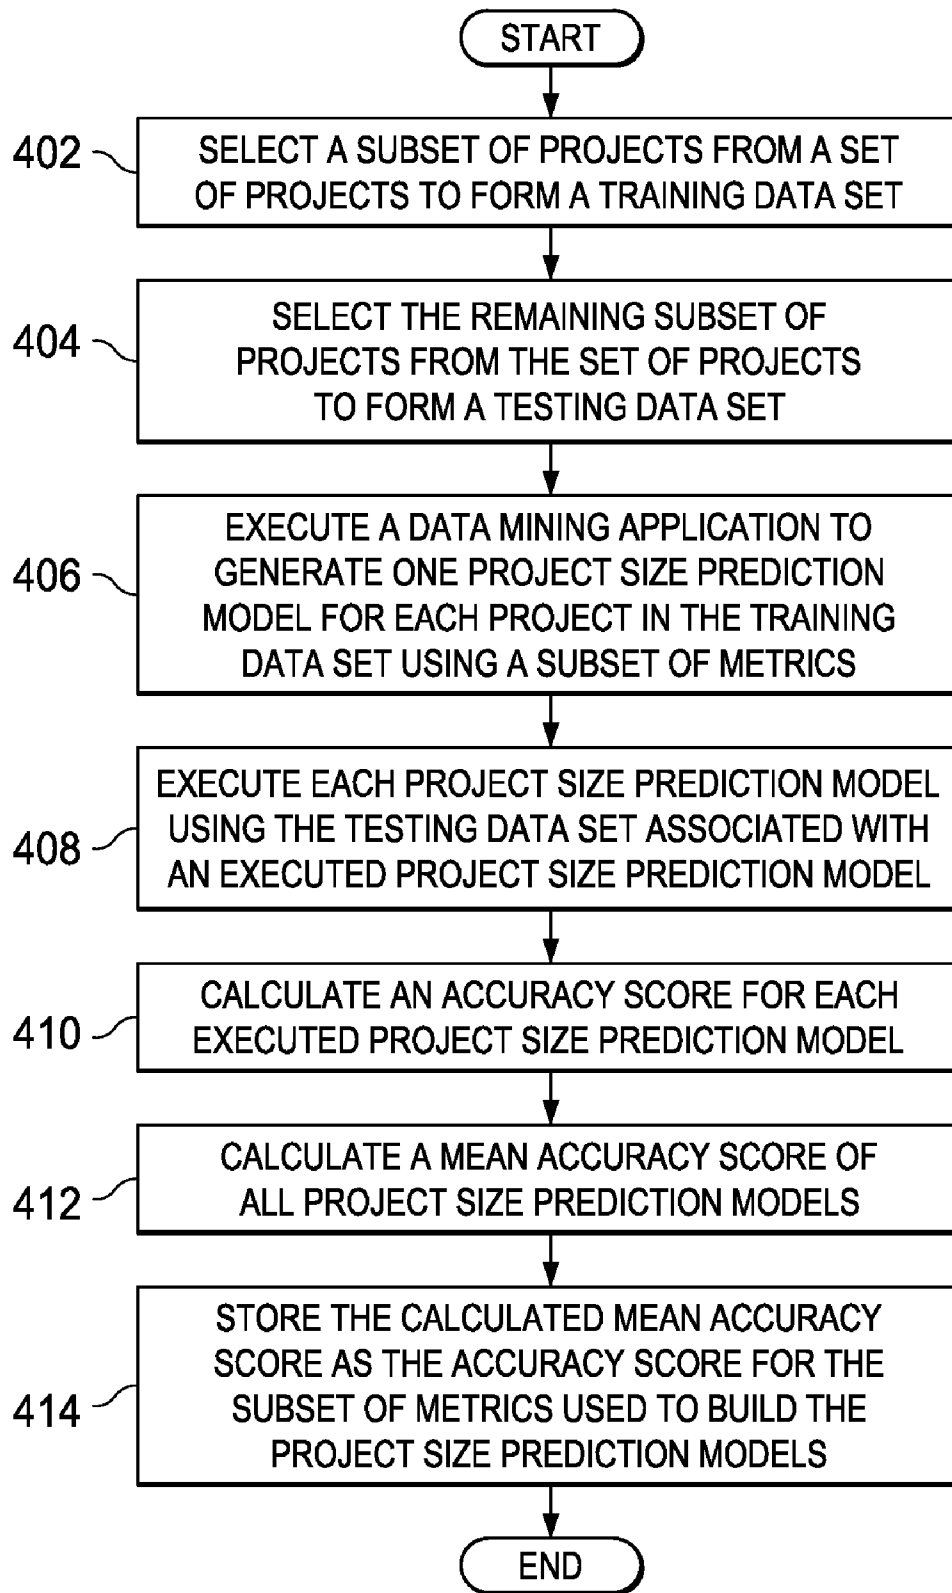 START
402
SELECT A SUBSET OF PROJECTS FROM A SET
OF PROJECTS TO FORM A TRAINING DATA SET
404
SELECT THE REMAINING SUBSET OF
PROJECTS FROM THE SET OF PROJECTS
TO FORM A TESTING DATA SET
406
EXECUTE A DATA MINING APPLICATION TO
GENERATE ONE PROJECT SIZE PREDICTION
MODEL FOR EACH PROJECT IN THE TRAINING
DATA SET USING A SUBSET OF METRICS
408
EXECUTE EACH PROJECT SIZE PREDICTION MODEL
USING THE TESTING DATA SET ASSOCIATED WITH
AN EXECUTED PROJECT SIZE PREDICTION MODEL
410
CALCULATE AN ACCURACY SCORE FOR EACH
EXECUTED PROJECT SIZE PREDICTION MODEL
412
CALCULATE A MEAN ACCURACY SCORE OF
ALL PROJECT SIZE PREDICTION MODELS
414
STORE THE CALCULATED MEAN ACCURACY
SCORE AS THE ACCURACY SCORE FOR THE
SUBSET OF METRICS USED TO BUILD THE
PROJECT SIZE PREDICTION MODELS
END